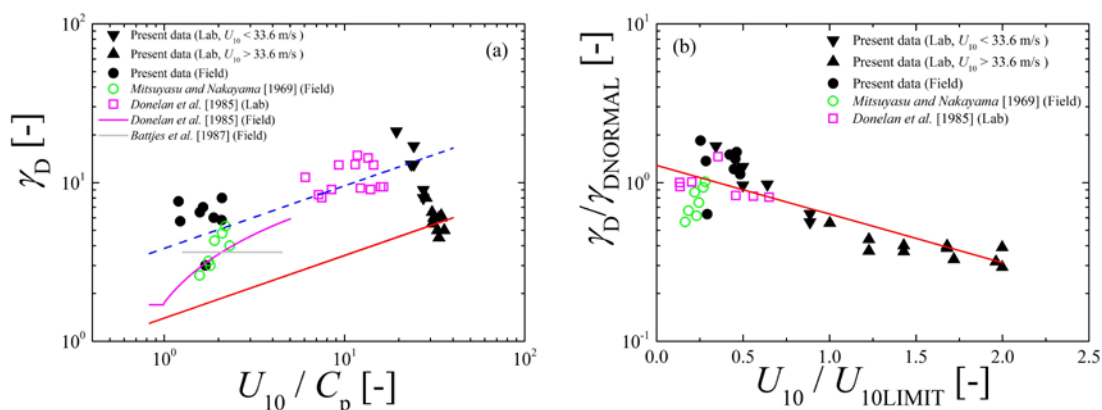 (a)
Present data (Lab, U10 < 33.6 m/s )
Present data (Lab, U10 > 33.6 m/s )
Present data (Field)
Mitsuyasu and Nakayama [1969] (Field)
Donelan et al. [1985] (Lab)
Donelan et al. [1985] (Field)
Battjes et al. [1987] (Field)
γD [-]
10²
10¹
10⁰
10⁰ 10¹ 10²
U10 / Cp [-]
(b)
Present data (Lab, U10 < 33.6 m/s )
Present data (Lab, U10 > 33.6 m/s )
Present data (Field)
Mitsuyasu and Nakayama [1969] (Field)
Donelan et al. [1985] (Lab)
γD/γDNORMAL [-]
10¹
10⁰
10⁻¹
0.0 0.5 1.0 1.5 2.0 2.5
U10 / U10LIMIT [-]